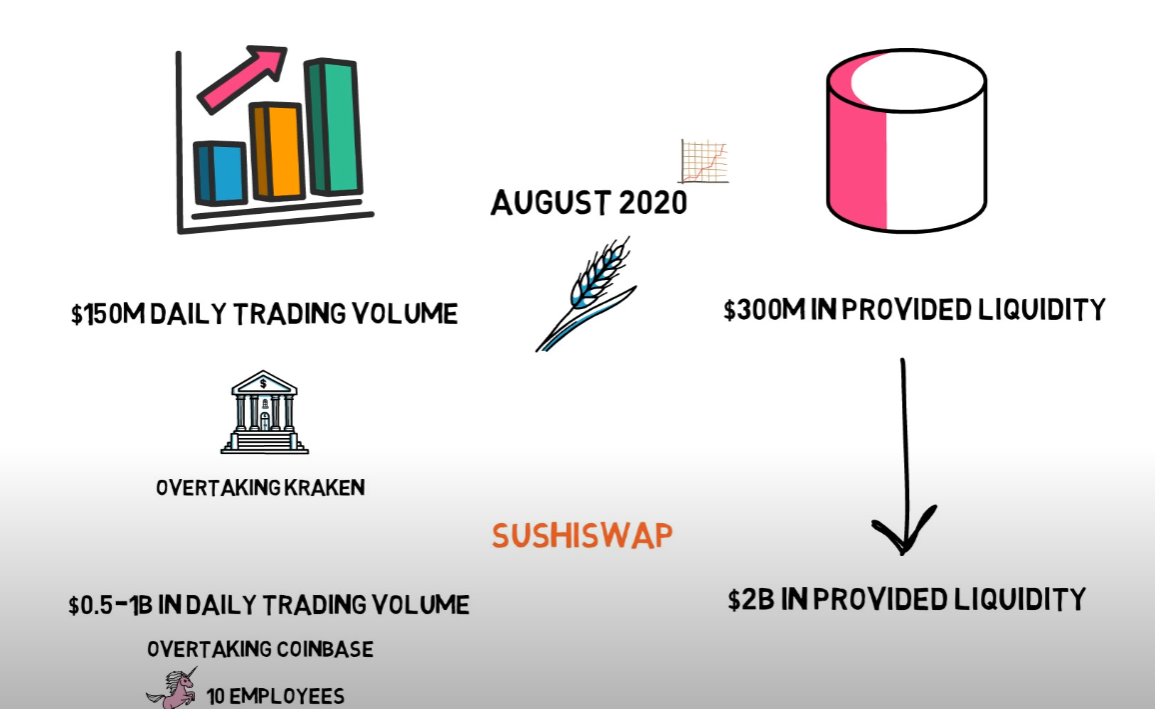 AUGUST 2020
$150M DAILY TRADING VOLUME
$300M IN PROVIDED LIQUIDITY
$
OVERTAKING KRAKEN
SUSHISWAP
$0.5-1B IN DAILY TRADING VOLUME
$2B IN PROVIDED LIQUIDITY
OVERTAKING COINBASE
10 EMPLOYEES